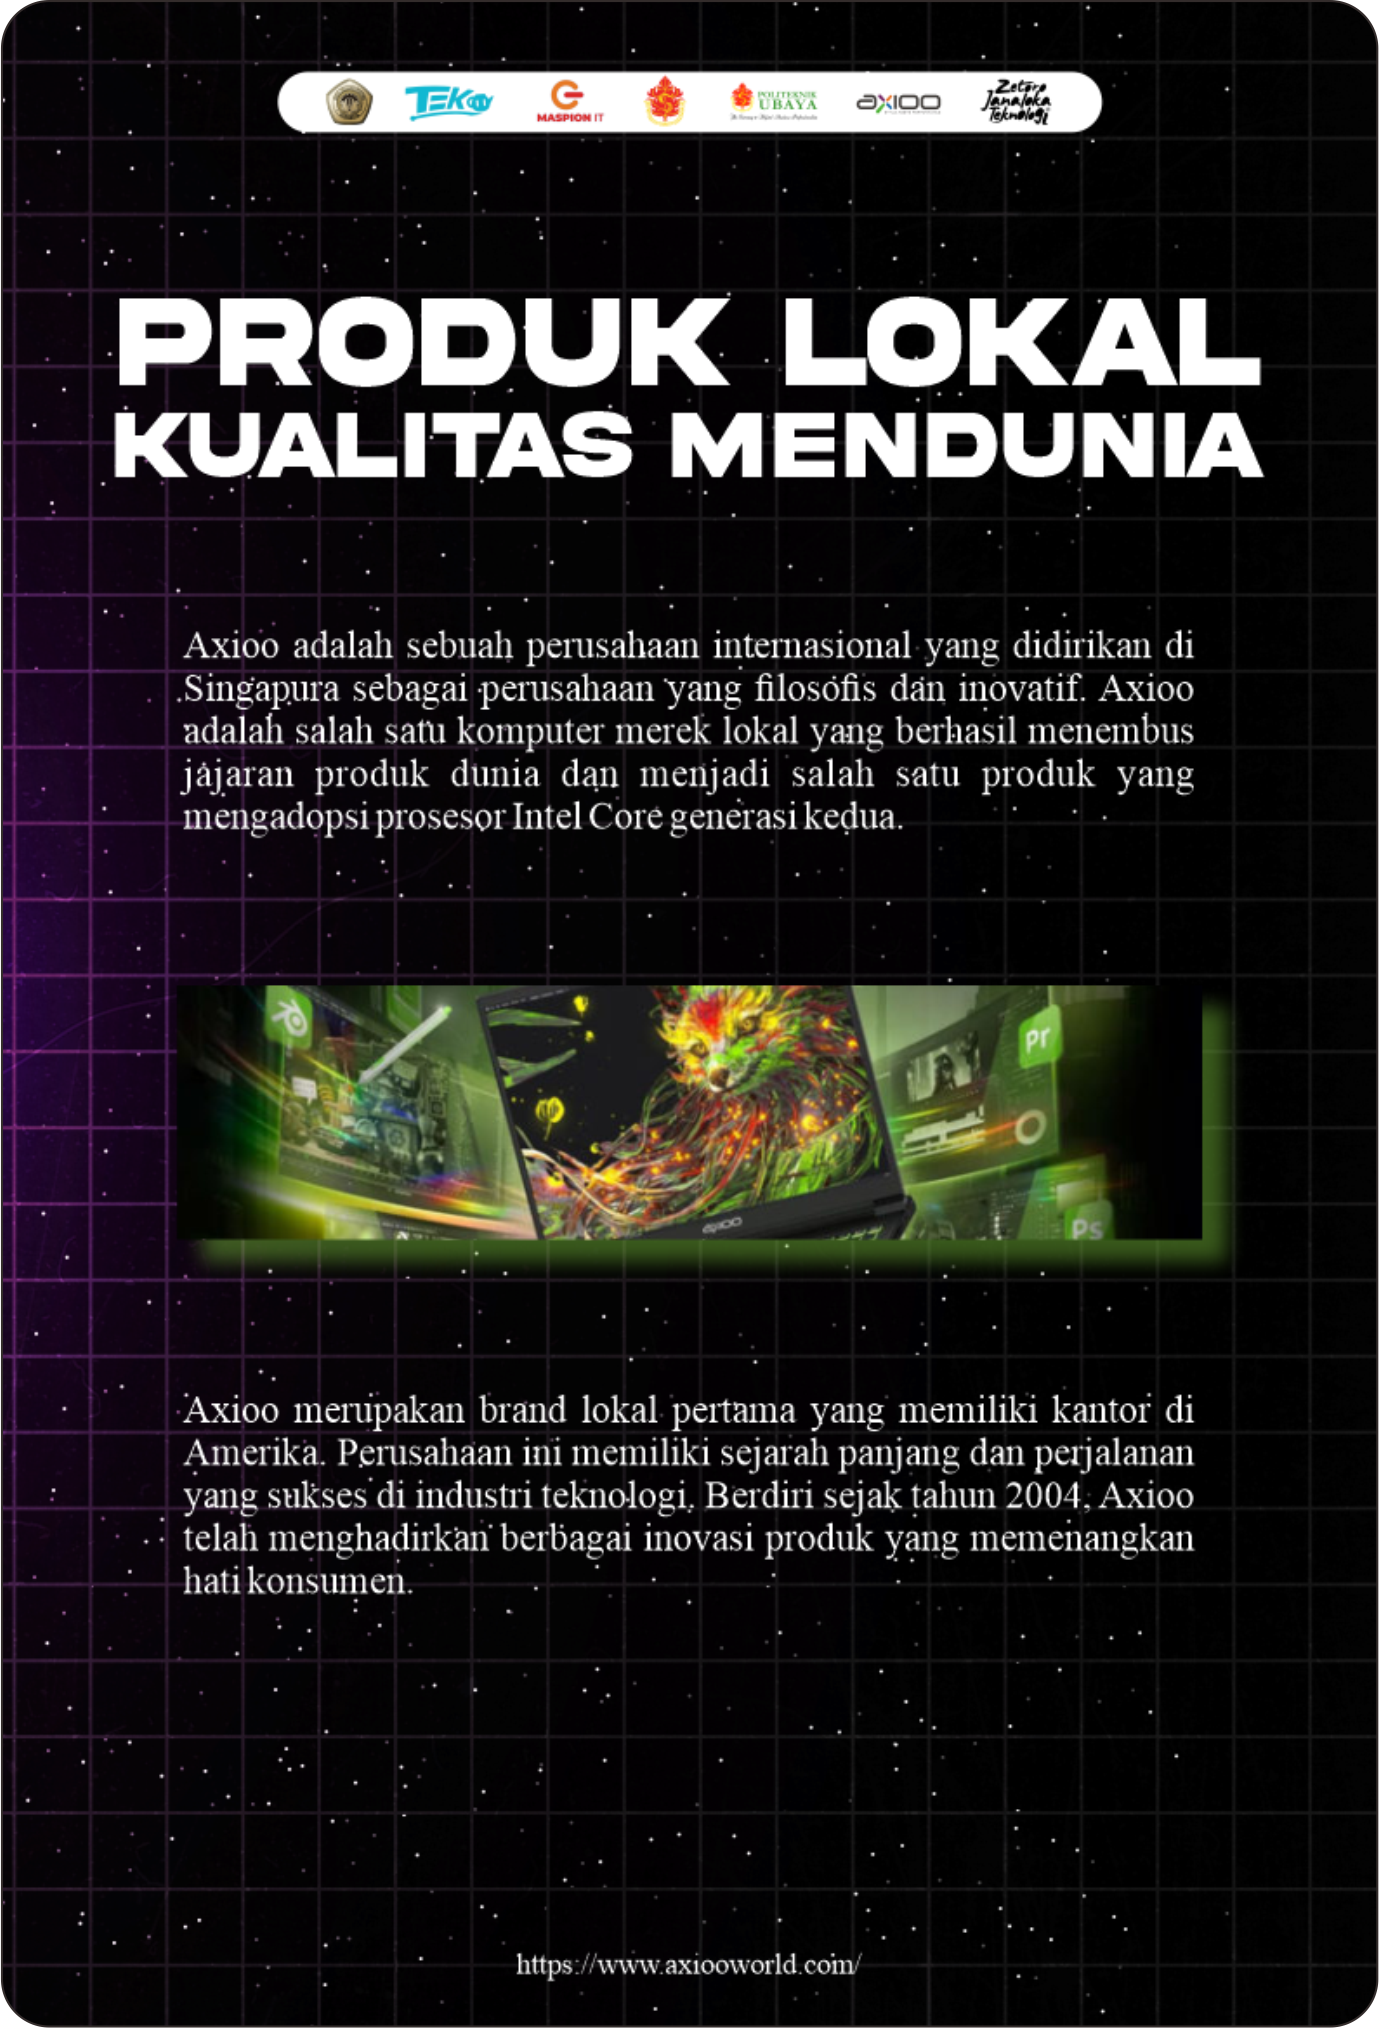 TEKO
MASPION IT
POLITEKNIK
UBAYA
AXIOO
Zetoro
Janaloka
Teknologi
PRODUK LOKAL
KUALITAS MENDUNIA
Axioo adalah sebuah perusahaan internasional yang didirikan di
Singapura sebagai perusahaan yang filosofis dan inovatif. Axioo
adalah salah satu komputer merek lokal yang berhasil menembus
jajaran produk dunia dan menjadi salah satu produk yang
mengadopsi prosesor Intel Core generasi kedua.
Pr
AXIOO
Ps
Axioo merupakan brand lokal pertama yang memiliki kantor di
Amerika. Perusahaan ini memiliki sejarah panjang dan perjalanan
yang sukses di industri teknologi. Berdiri sejak tahun 2004, Axioo
telah menghadirkan berbagai inovasi produk yang memenangkan
hati konsumen.
https://www.axiooworld.com/